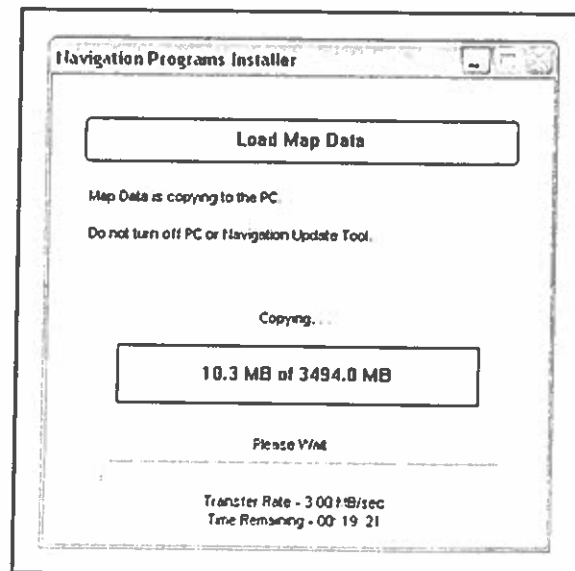 Navigation Programs Installer
Load Map Data
Map Data is copying to the PC.
Do not turn off PC or Navigation Update Tool.
Copying...
10.3 MB of 3494.0 MB
Please Wait
Transfer Rate - 3.00 MB/sec
Time Remaining - 00: 19: 21